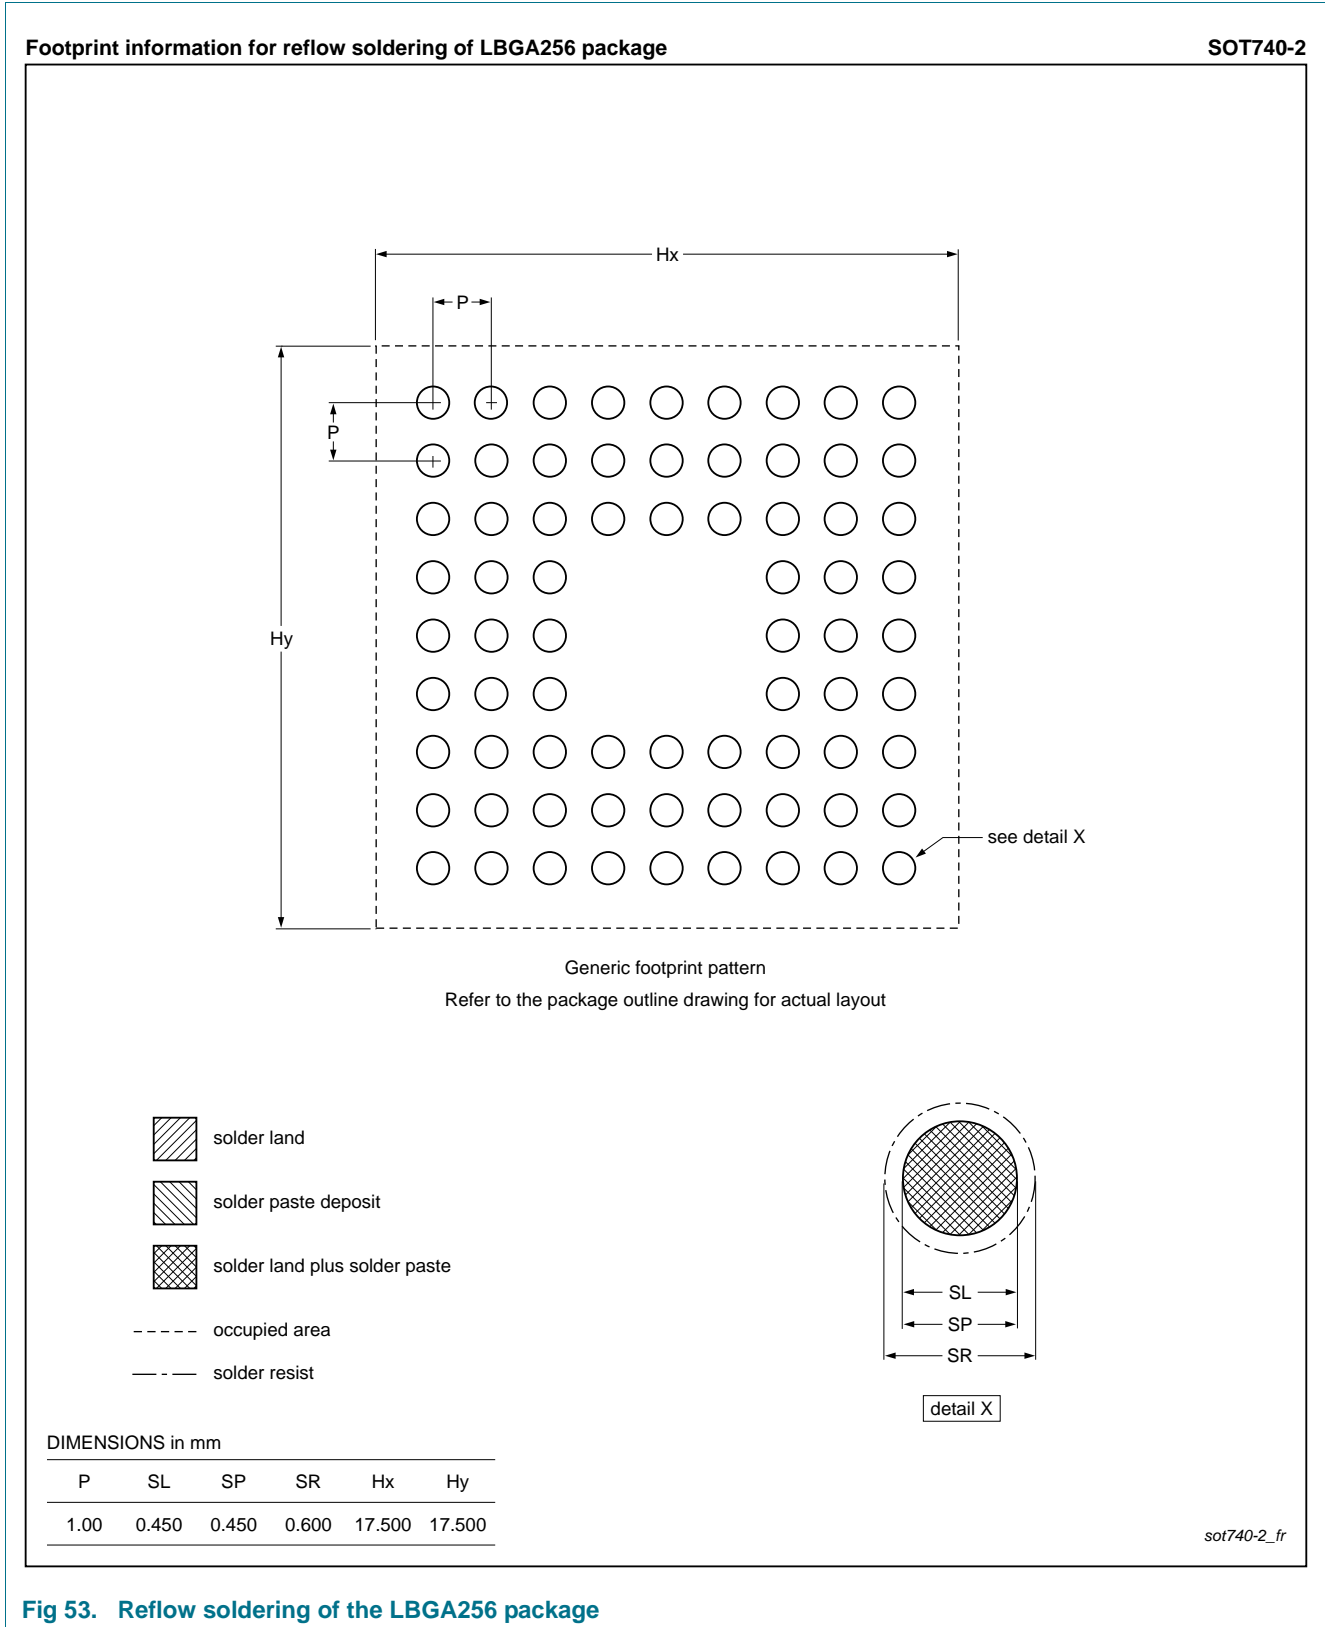 Footprint information for reflow soldering of LBGA256 package SOT740-2
Hx
P
P
Hy
see detail X
Generic footprint pattern
Refer to the package outline drawing for actual layout
solder land
solder paste deposit
solder land plus solder paste
occupied area
solder resist
SL
SP
SR
detail X
DIMENSIONS in mm
P SL SP SR Hx Hy
1.00 0.450 0.450 0.600 17.500 17.500
sot740-2_fr
Fig 53. Reflow soldering of the LBGA256 package